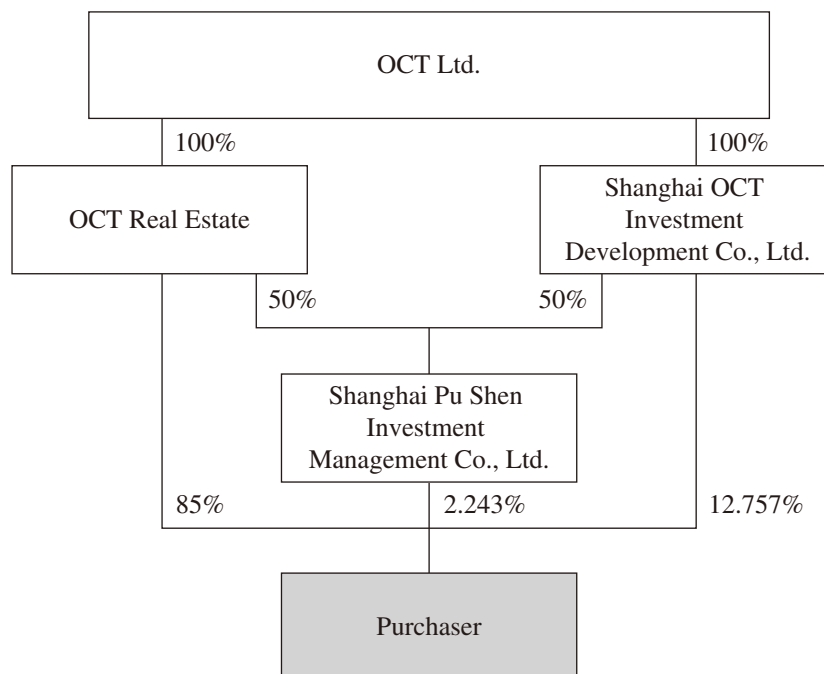 OCT Ltd.
100%
100%
OCT Real Estate
Shanghai OCT
Investment
Development Co., Ltd.
50%
50%
Shanghai Pu Shen
Investment
Management Co., Ltd.
85%
2.243%
12.757%
Purchaser